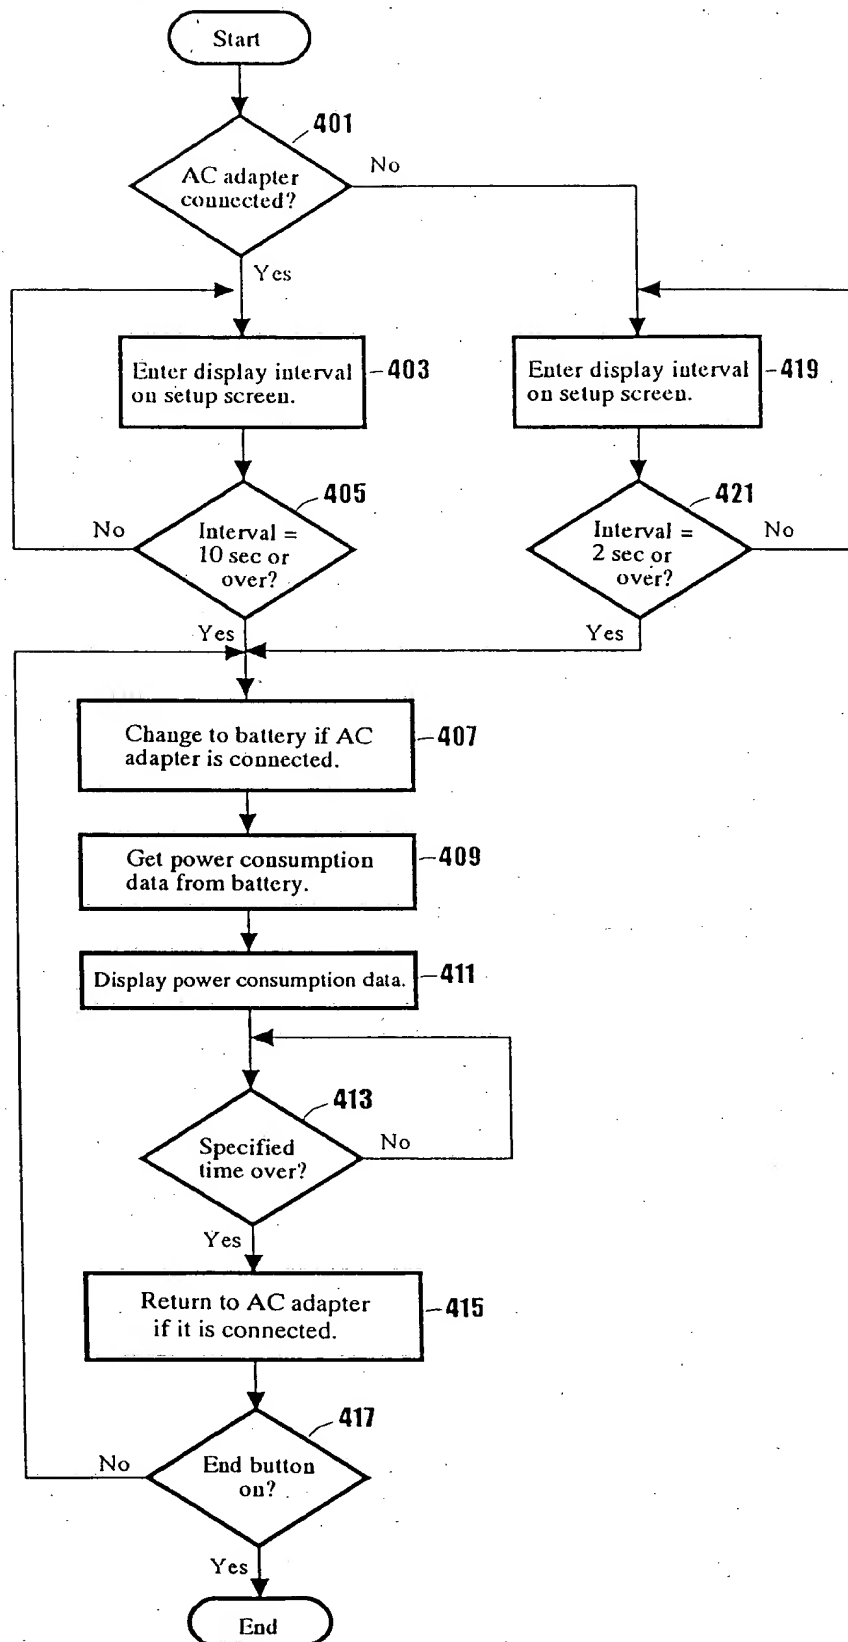 Start
401
AC adapter
connected?
No
Yes
Enter display interval
on setup screen.
403
Enter display interval
on setup screen.
419
405
Interval =
10 sec or
over?
No
Yes
421
Interval =
2 sec or
over?
No
Yes
Change to battery if AC
adapter is connected.
407
Get power consumption
data from battery.
409
Display power consumption data.
411
413
Specified
time over?
No
Yes
Return to AC adapter
if it is connected.
415
417
End button
on?
No
Yes
End